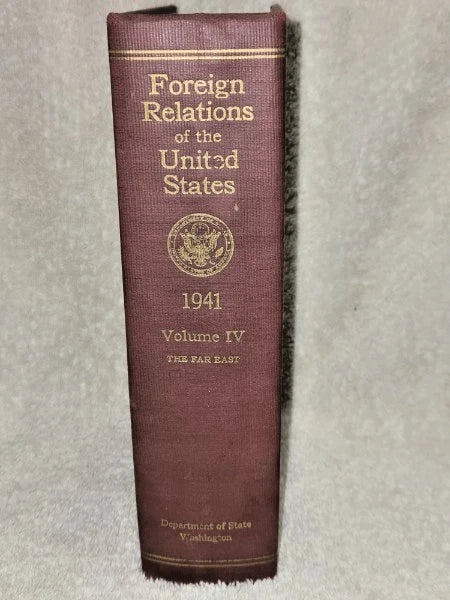 Foreign
Relations
of the
United
States
1941
Volume IV
THE FAR EAST
Department of State
Washington